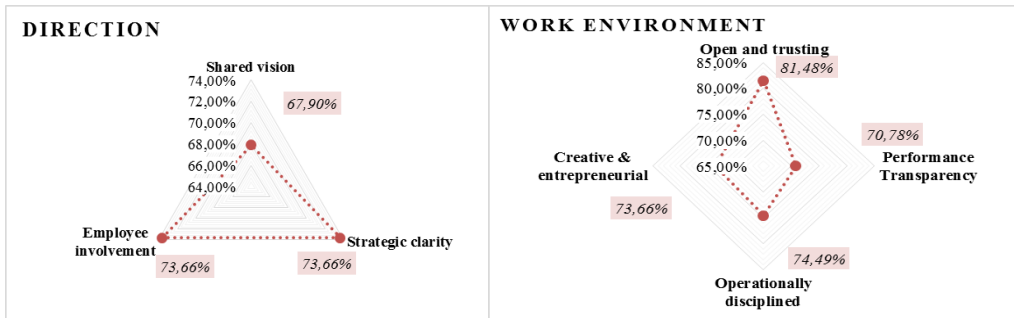 DIRECTION
Shared vision
74,00%
72,00%
70,00%
68,00%
66,00%
64,00%
67,90%
Employee
involvement
73,66%
Strategic clarity
73,66%
WORK ENVIRONMENT
Open and trusting
85,00%
80,00%
75,00%
70,00%
65,00%
81,48%
70,78%
Performance
Transparency
Creative &
entrepreneurial
73,66%
74,49%
Operationally
disciplined